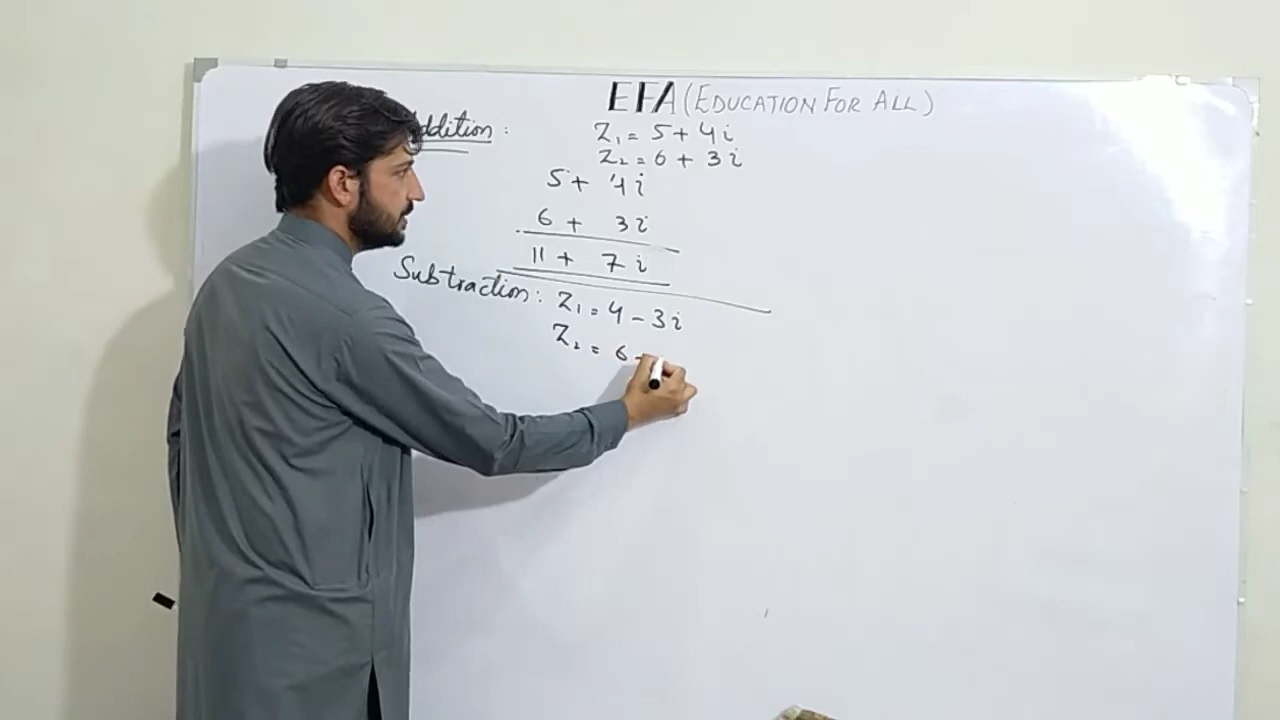 EFA (EDUCATION FOR ALL)
Addition:
Z₁ = 5 + 4i
Z₂ = 6 + 3i
5 + 4i
6 + 3i
11 + 7i
Subtraction: Z₁ = 4 - 3i
Z₂ = 6 -